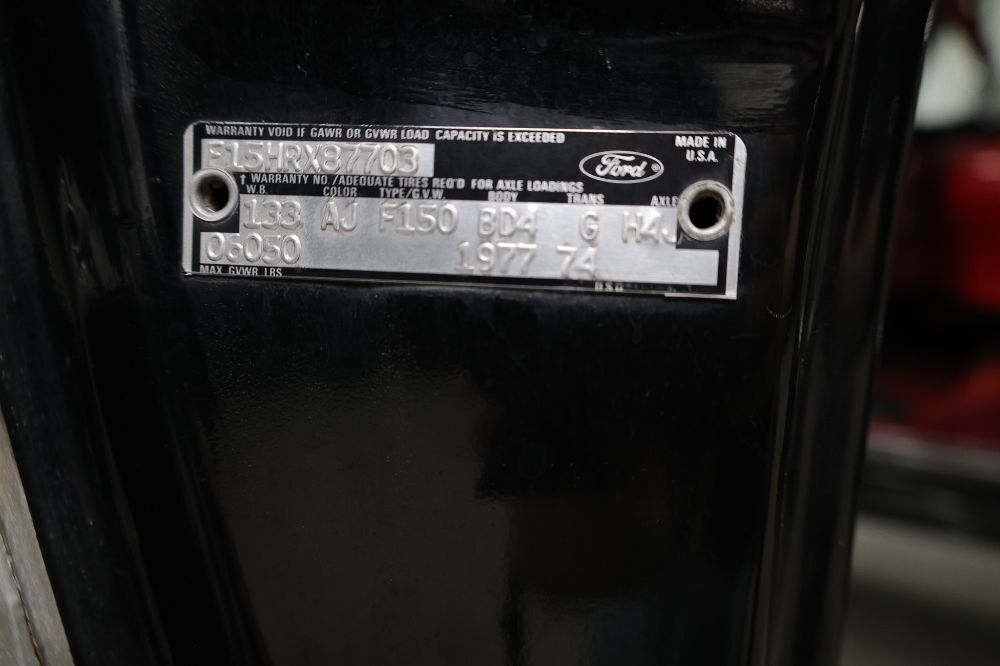 WARRANTY VOID IF GAWR OR GVWR LOAD CAPACITY IS EXCEEDED
MADE IN
U.S.A.
F15HRX87703
Ford
† WARRANTY NO./ADEQUATE TIRES REQ'D FOR AXLE LOADINGS
W.B. COLOR TYPE/G.V.W. BODY TRANS AXLE
133 AJ F150 BD4 G H4J
06050 1977 74
MAX GVWR LBS D.S.O.